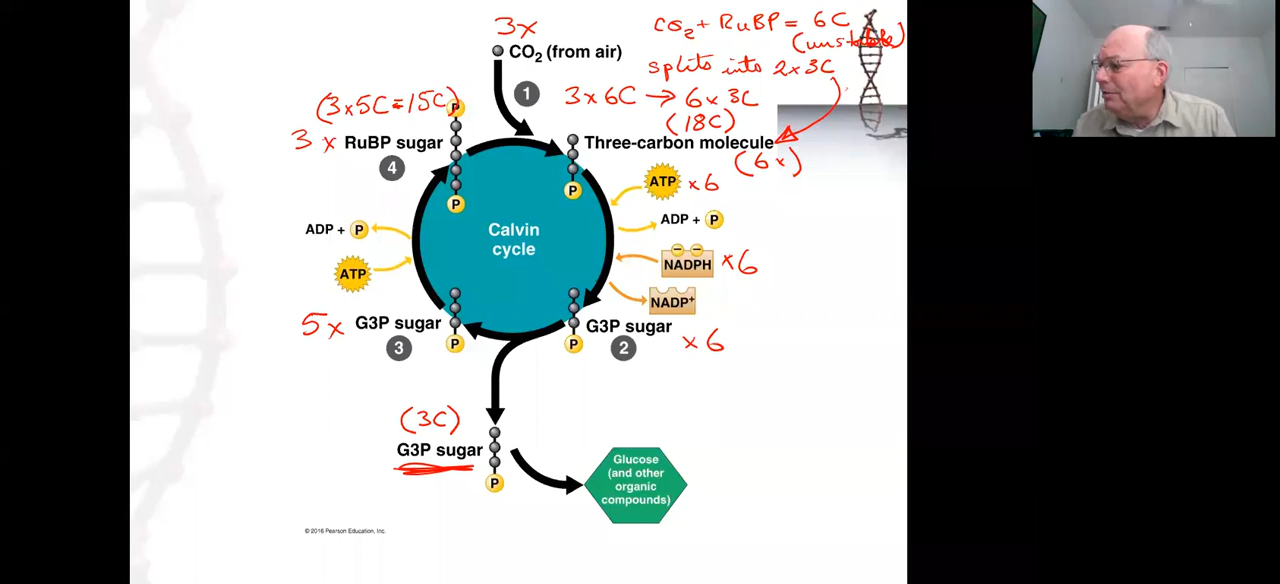 3x
CO₂ + RuBP = 6C
(unstable)
CO₂ (from air)
splits into 2x3C
1
3x6C → 6x3C
(18C)
(3x5C=15C)
P
3x RuBP sugar
4
P
Three-carbon molecule
(6x)
P
ATP x6
ADP + P
ADP + P
Calvin
cycle
NADPH x6
ATP
NADP⁺
5x G3P sugar
3
P
G3P sugar
x6
2
P
(3C)
G3P sugar
P
Glucose
(and other
organic
compounds)
© 2016 Pearson Education, Inc.